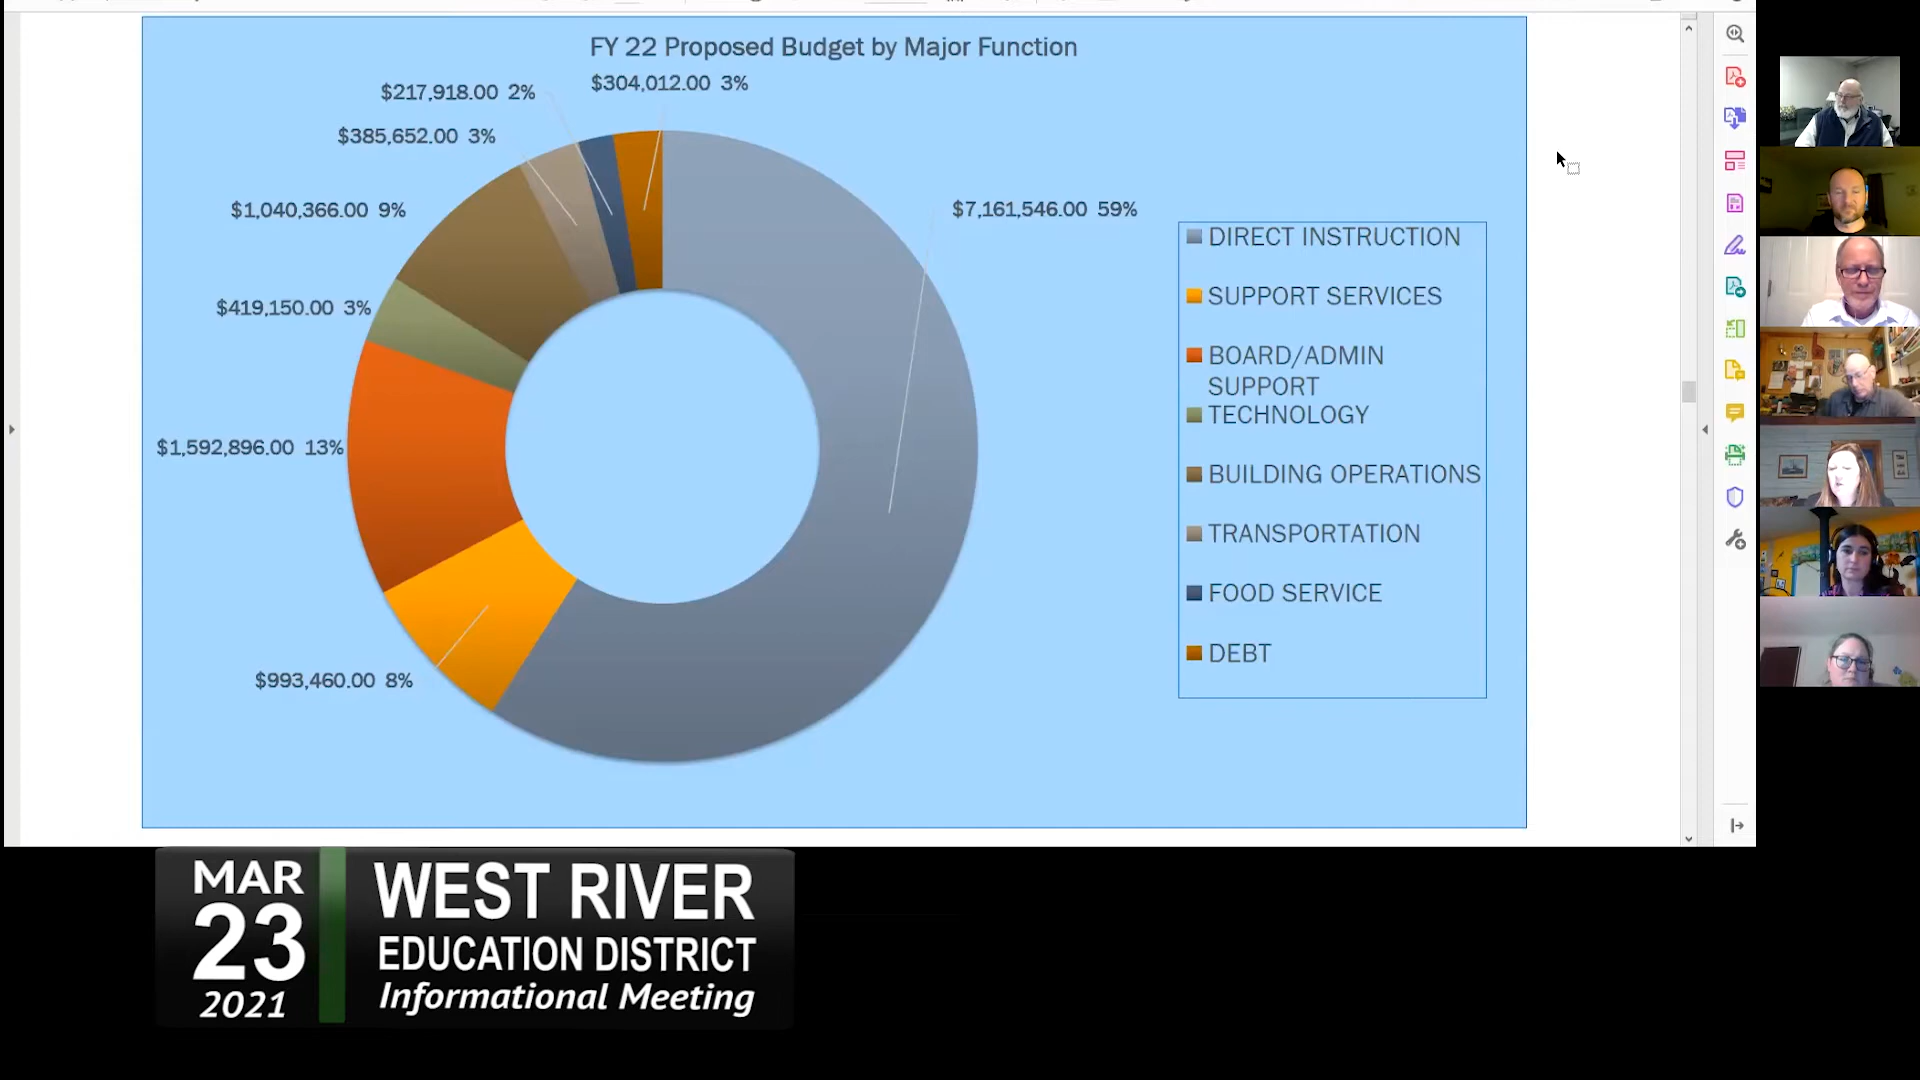 FY 22 Proposed Budget by Major Function
$304,012.00 3%
$217,918.00 2%
$385,652.00 3%
$1,040,366.00 9%
$7,161,546.00 59%
$419,150.00 3%
$1,592,896.00 13%
$993,460.00 8%
DIRECT INSTRUCTION
SUPPORT SERVICES
BOARD/ADMIN
SUPPORT
TECHNOLOGY
BUILDING OPERATIONS
TRANSPORTATION
FOOD SERVICE
DEBT
MAR
23
2021
WEST RIVER
EDUCATION DISTRICT
Informational Meeting